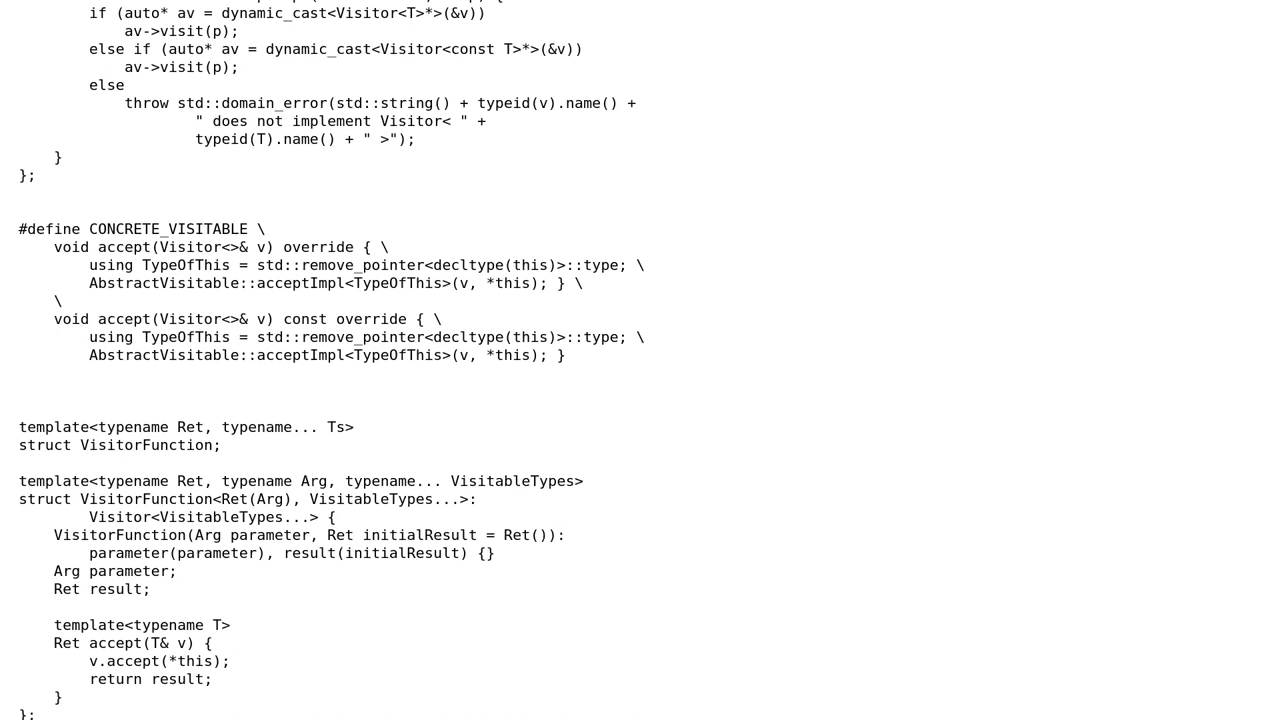 if (auto* av = dynamic_cast<Visitor<T>*>(&v))
av->visit(p);
else if (auto* av = dynamic_cast<Visitor<const T>*>(&v))
av->visit(p);
else
throw std::domain_error(std::string() + typeid(v).name() +
" does not implement Visitor< " +
typeid(T).name() + " >");
}
};
#define CONCRETE_VISITABLE \
void accept(Visitor<>& v) override { \
using TypeOfThis = std::remove_pointer<decltype(this)>::type; \
AbstractVisitable::acceptImpl<TypeOfThis>(v, *this); } \
\
void accept(Visitor<>& v) const override { \
using TypeOfThis = std::remove_pointer<decltype(this)>::type; \
AbstractVisitable::acceptImpl<TypeOfThis>(v, *this); }
template<typename Ret, typename... Ts>
struct VisitorFunction;
template<typename Ret, typename Arg, typename... VisitableTypes>
struct VisitorFunction<Ret(Arg), VisitableTypes...>:
Visitor<VisitableTypes...> {
VisitorFunction(Arg parameter, Ret initialResult = Ret()):
parameter(parameter), result(initialResult) {}
Arg parameter;
Ret result;
template<typename T>
Ret accept(T& v) {
v.accept(*this);
return result;
}
};